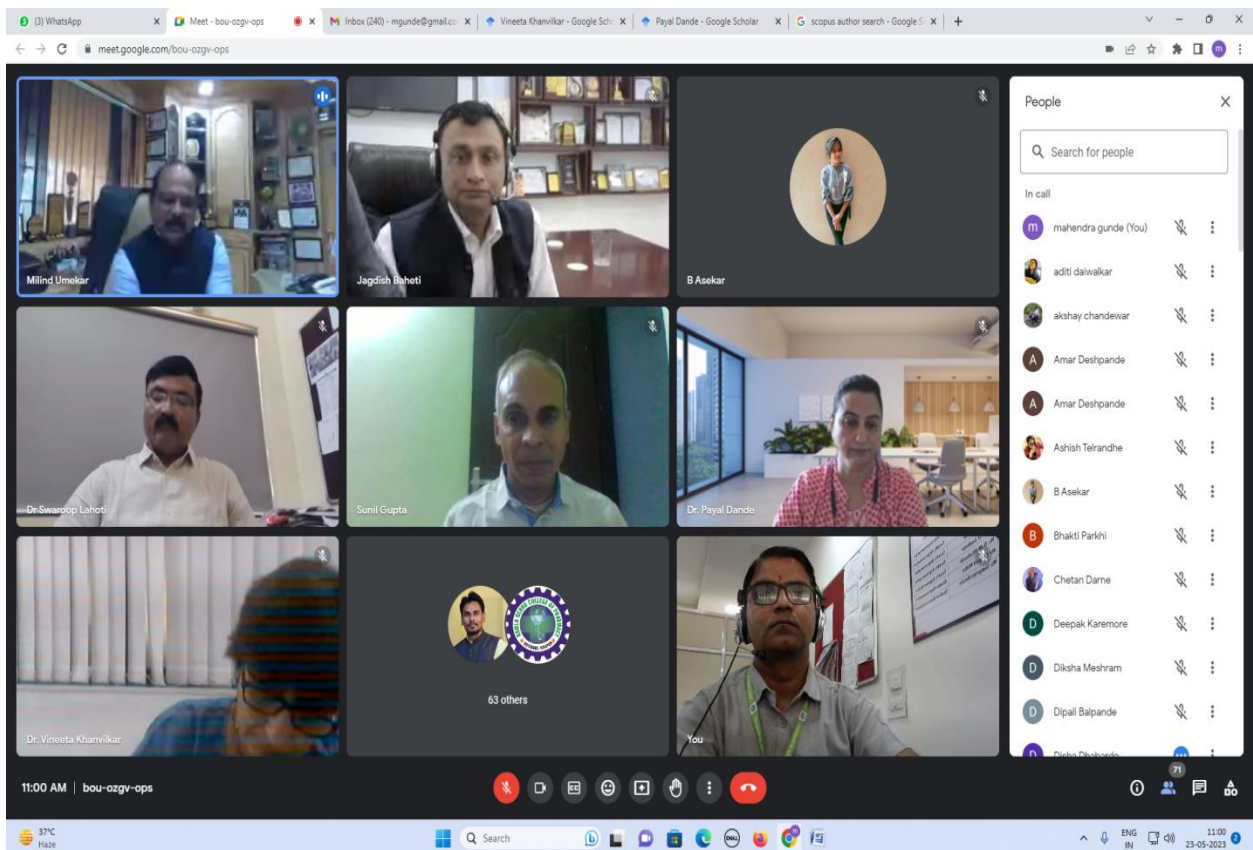 (3) WhatsApp
Meet - bou-ozgv-ops
Inbox (240) - mgunde@gmail.co
Vineeta Khanvilkar - Google Scho
Payal Dande - Google Scholar
scopus author search - Google S
meet.google.com/bou-ozgv-ops
m
Milind Umekar
Jagdish Baheti
B Asekar
Dr Swaroop Lahoti
Sunil Gupta
Dr. Payal Dande
Dr. Vineeta Khanvilkar
63 others
You
People
Search for people
In call
m mahendra gunde (You)
aditi daiwalkar
akshay chandewar
A Amar Deshpande
A Amar Deshpande
Ashish Telrandhe
B Asekar
B Bhakti Parkhi
Chetan Darne
D Deepak Karemore
D Diksha Meshram
D Dipali Balpande
D Disha Dhabarde
11:00 AM | bou-ozgv-ops
CC
71
37°C
Haze
Search
DELL
ENG
IN
11:00
23-05-2023
2